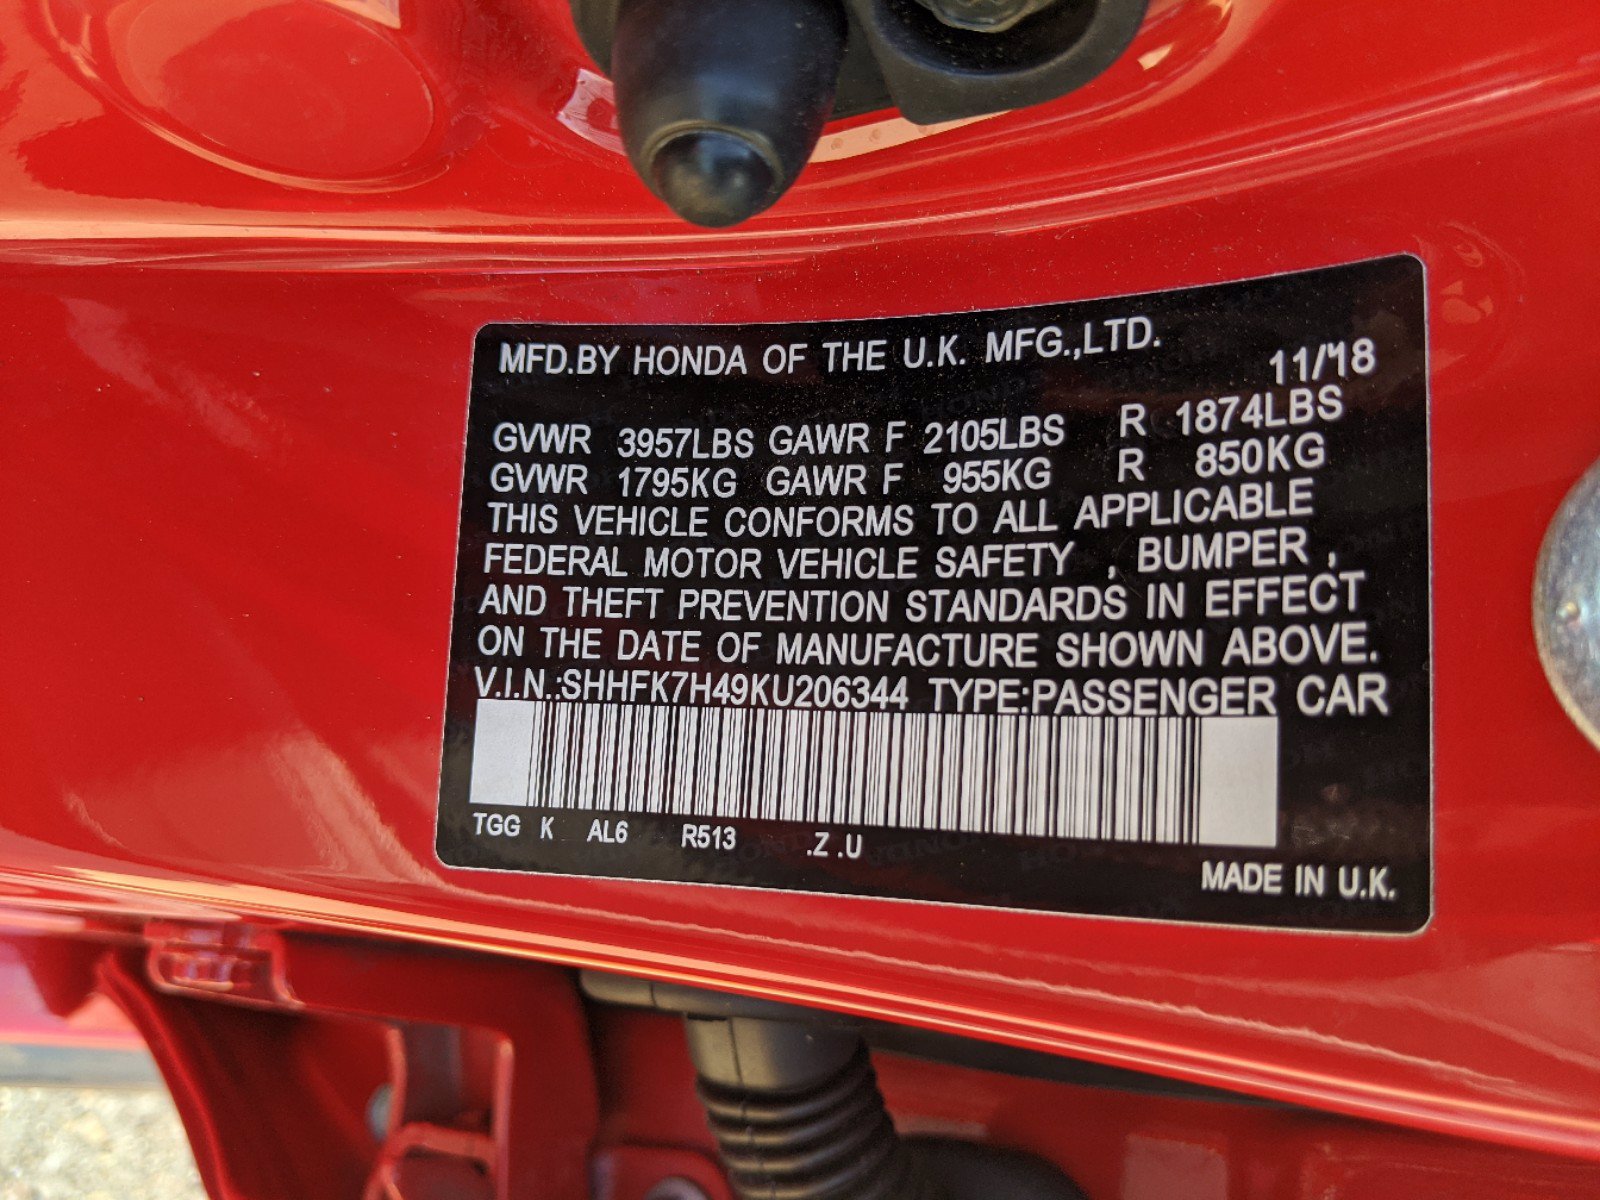 MFD.BY HONDA OF THE U.K. MFG.,LTD.
11/18
GVWR 3957LBS GAWR F 2105LBS R 1874LBS
GVWR 1795KG GAWR F 955KG R 850KG
THIS VEHICLE CONFORMS TO ALL APPLICABLE
FEDERAL MOTOR VEHICLE SAFETY , BUMPER ,
AND THEFT PREVENTION STANDARDS IN EFFECT
ON THE DATE OF MANUFACTURE SHOWN ABOVE.
V.I.N.:SHHFK7H49KU206344 TYPE:PASSENGER CAR
TGG K AL6 R513 .Z .U
MADE IN U.K.